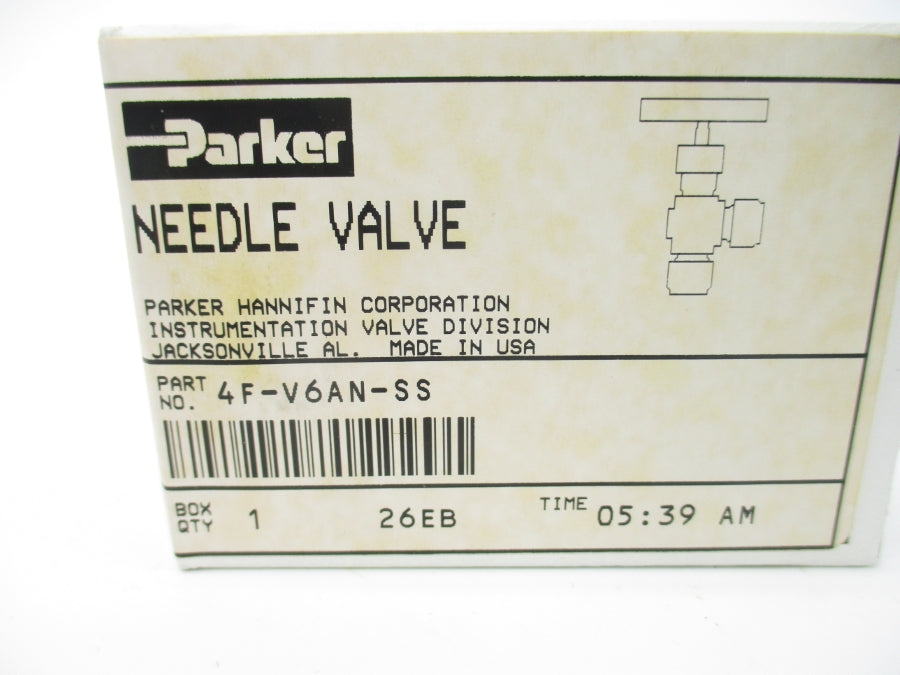 Parker
NEEDLE VALVE
PARKER HANNIFIN CORPORATION
INSTRUMENTATION VALVE DIVISION
JACKSONVILLE AL. MADE IN USA
PART NO. 4F-V6AN-SS
BOX QTY 1 26EB TIME 05:39 AM